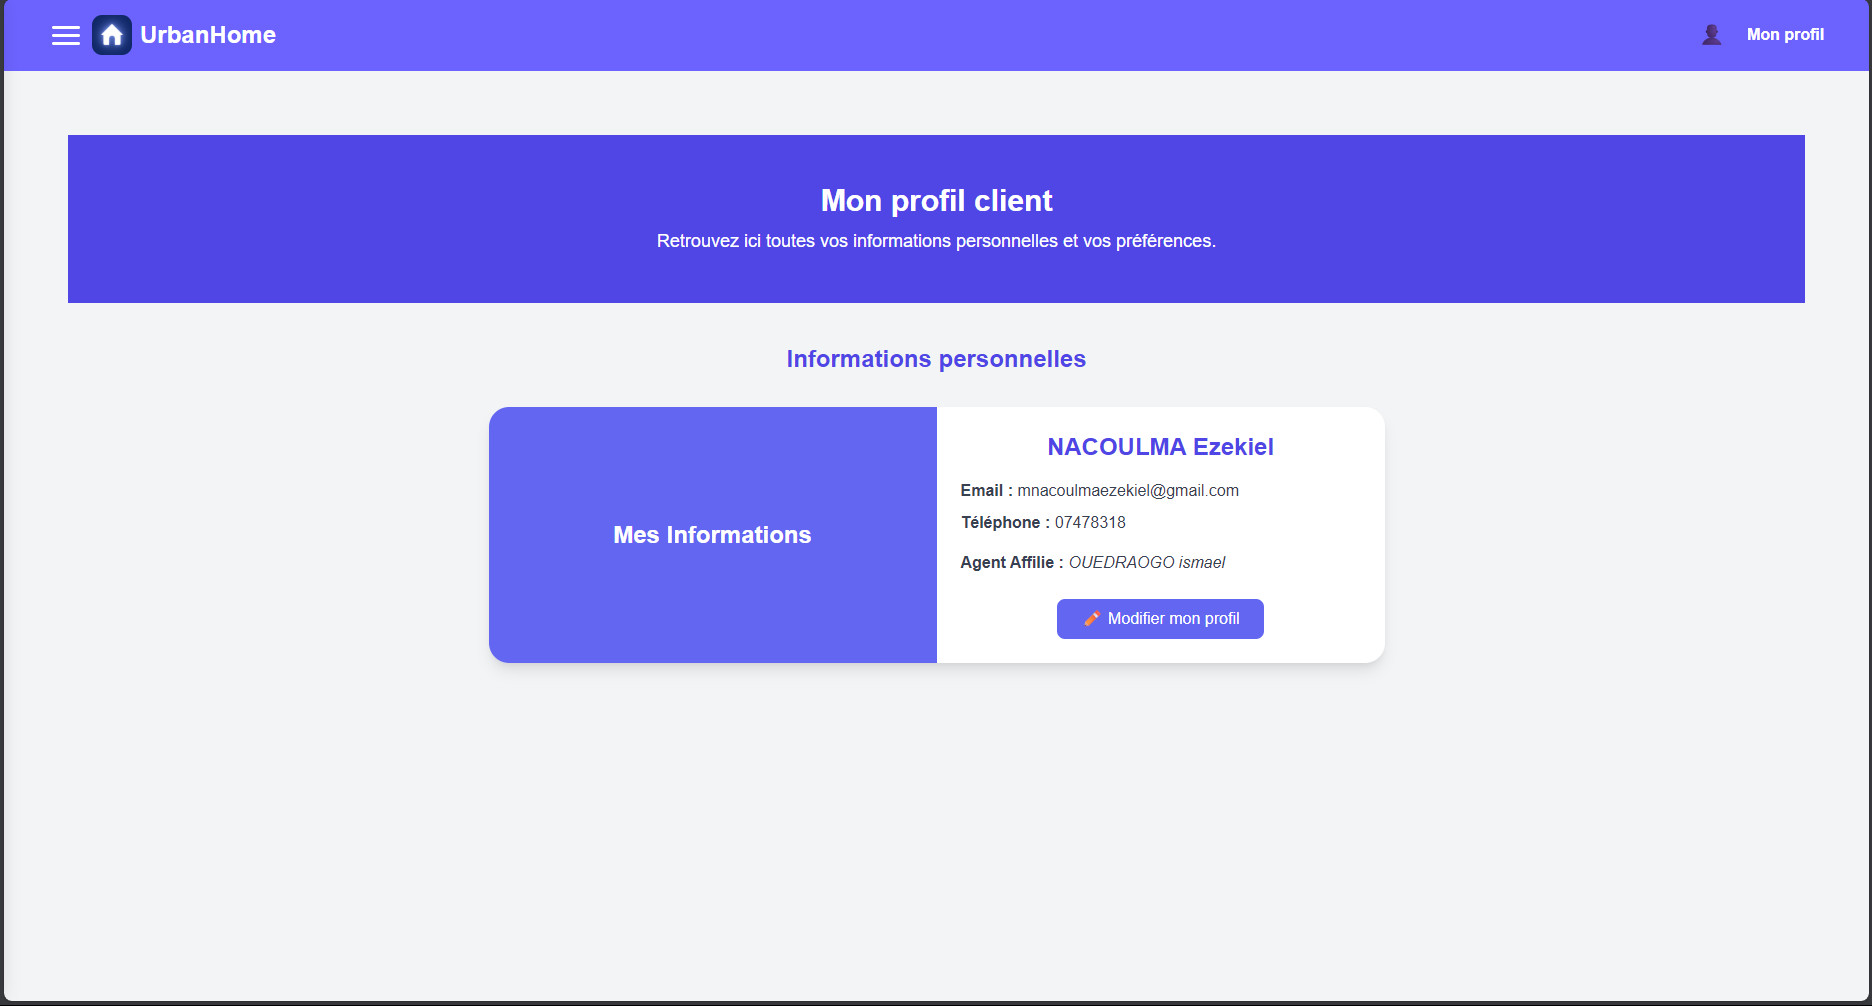 UrbanHome
Mon profil
Mon profil client
Retrouvez ici toutes vos informations personnelles et vos préférences.
Informations personnelles
Mes Informations
NACOULMA Ezekiel
Email : mnacoulmaezekiel@gmail.com
Téléphone : 07478318
Agent Affilie : OUEDRAOGO ismael
Modifier mon profil